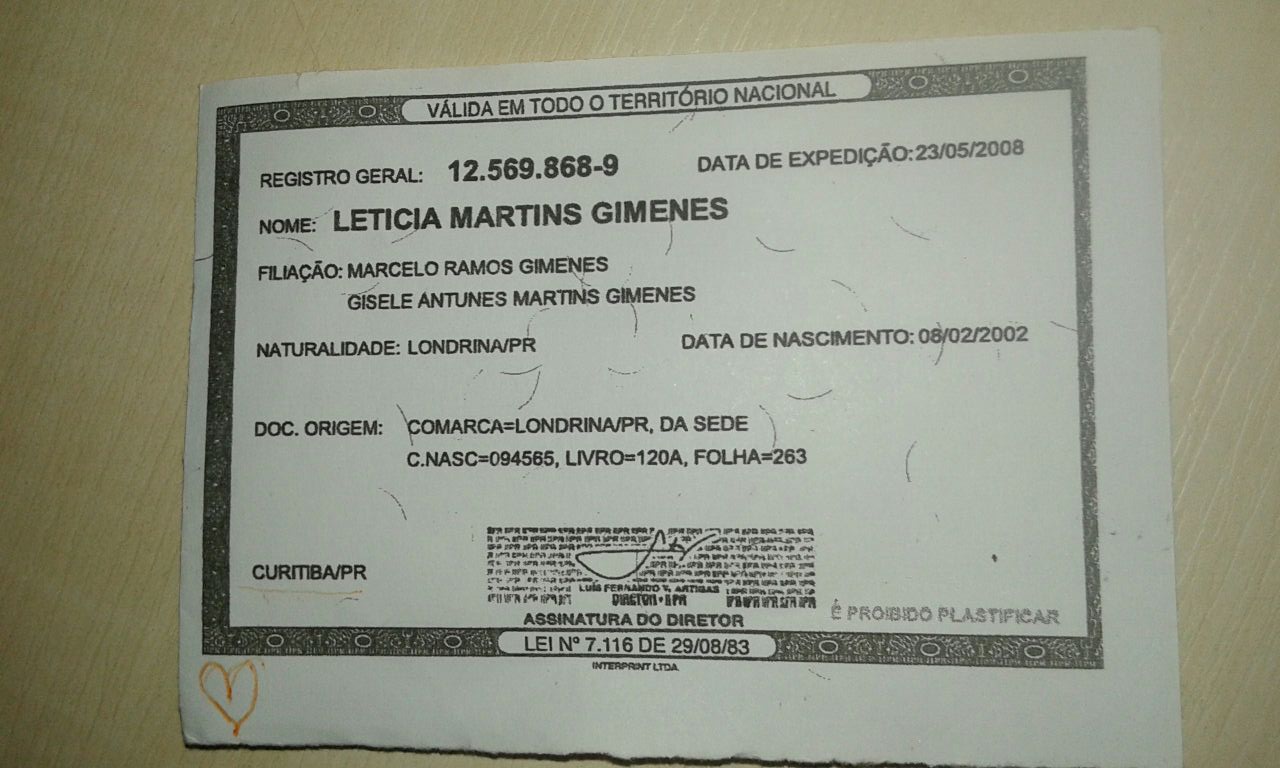 VÁLIDA EM TODO O TERRITÓRIO NACIONAL
REGISTRO GERAL: 12.569.868-9 DATA DE EXPEDIÇÃO: 23/05/2008
NOME: LETICIA MARTINS GIMENES
FILIAÇÃO: MARCELO RAMOS GIMENES
GISELE ANTUNES MARTINS GIMENES
NATURALIDADE: LONDRINA/PR DATA DE NASCIMENTO: 08/02/2002
DOC. ORIGEM: COMARCA=LONDRINA/PR, DA SEDE
C.NASC=094565, LIVRO=120A, FOLHA=263
CURITIBA/PR
LUÍS FERNANDO V. ARTIGAS
DIRETOR - IIPR
ASSINATURA DO DIRETOR
É PROIBIDO PLASTIFICAR
LEI Nº 7.116 DE 29/08/83
INTERPRINT LTDA.